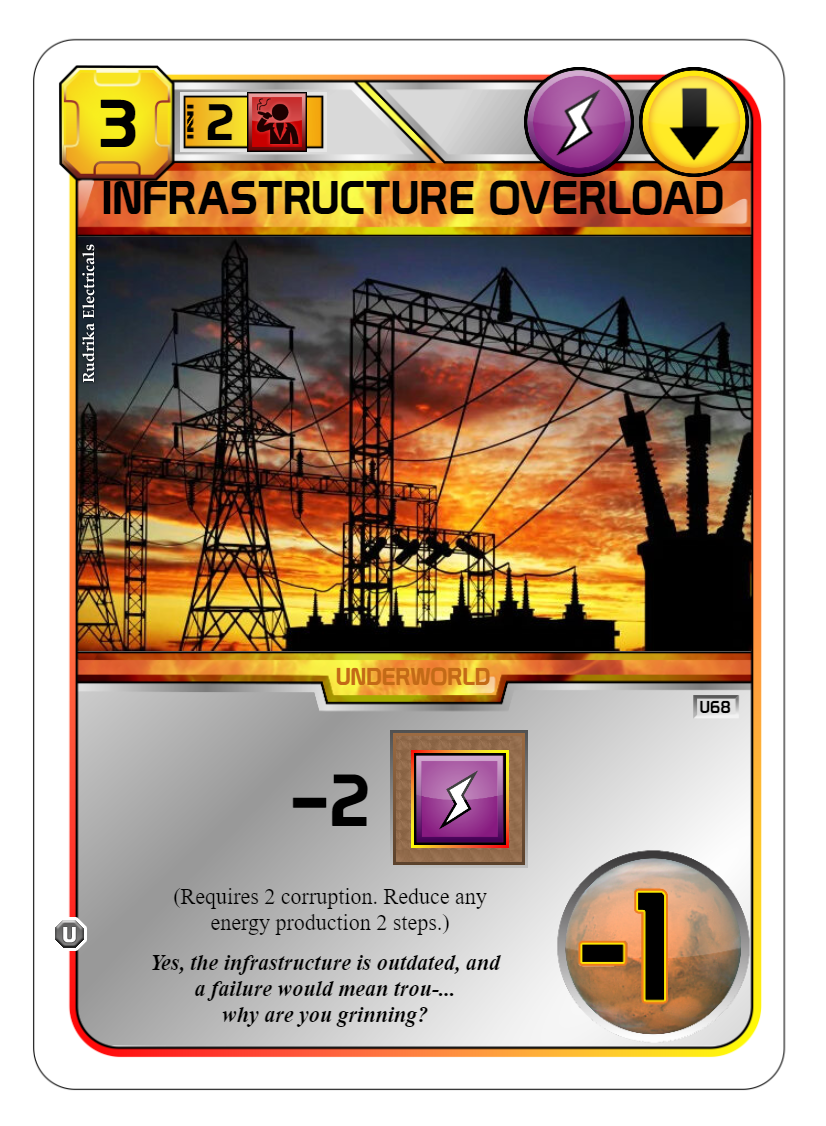 3
2
INFRASTRUCTURE OVERLOAD
Rudrika Electricals
UNDERWORLD
U68
-2
(Requires 2 corruption. Reduce any
energy production 2 steps.)
U
-1
Yes, the infrastructure is outdated, and
a failure would mean trou-...
why are you grinning?